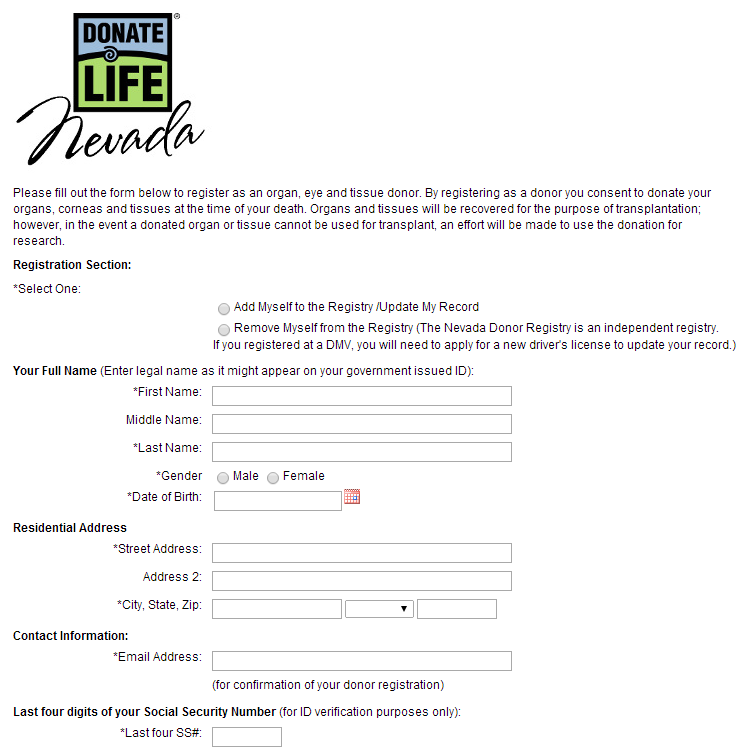 DONATE
LIFE
®
Nevada
Please fill out the form below to register as an organ, eye and tissue donor. By registering as a donor you consent to donate your
organs, corneas and tissues at the time of your death. Organs and tissues will be recovered for the purpose of transplantation;
however, in the event a donated organ or tissue cannot be used for transplant, an effort will be made to use the donation for
research.
Registration Section:
*Select One:
Add Myself to the Registry /Update My Record
Remove Myself from the Registry (The Nevada Donor Registry is an independent registry.
If you registered at a DMV, you will need to apply for a new driver's license to update your record.)
Your Full Name (Enter legal name as it might appear on your government issued ID):
*First Name:
Middle Name:
*Last Name:
*Gender Male Female
*Date of Birth:
Residential Address
*Street Address:
Address 2:
*City, State, Zip:
Contact Information:
*Email Address:
(for confirmation of your donor registration)
Last four digits of your Social Security Number (for ID verification purposes only):
*Last four SS#: